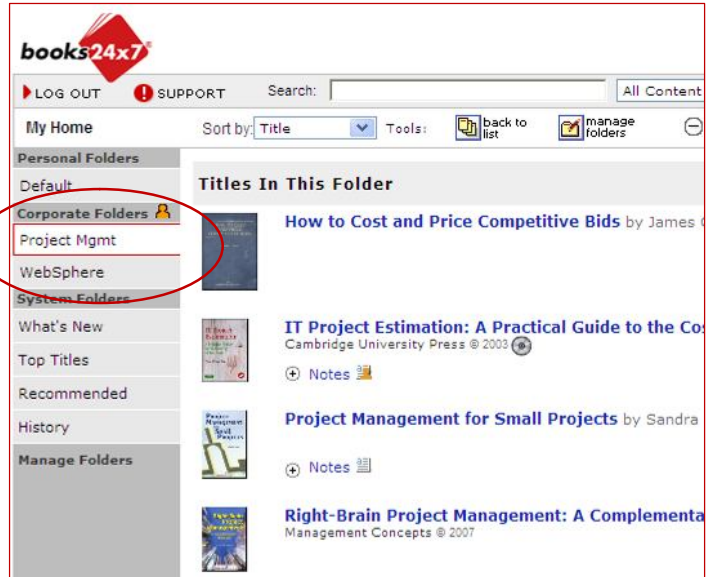 books24x7
LOG OUT SUPPORT Search: All Content
My Home Sort by: Title Tools: back to list manage folders
Personal Folders
Default
Corporate Folders
Project Mgmt
WebSphere
System Folders
What's New
Top Titles
Recommended
History
Manage Folders
Titles In This Folder
How to Cost and Price Competitive Bids by James
IT Project Estimation: A Practical Guide to the
Cambridge University Press © 2003
Notes
Project Management for Small Projects by Sandra
Notes
Right-Brain Project Management: A
Management Concepts © 2007